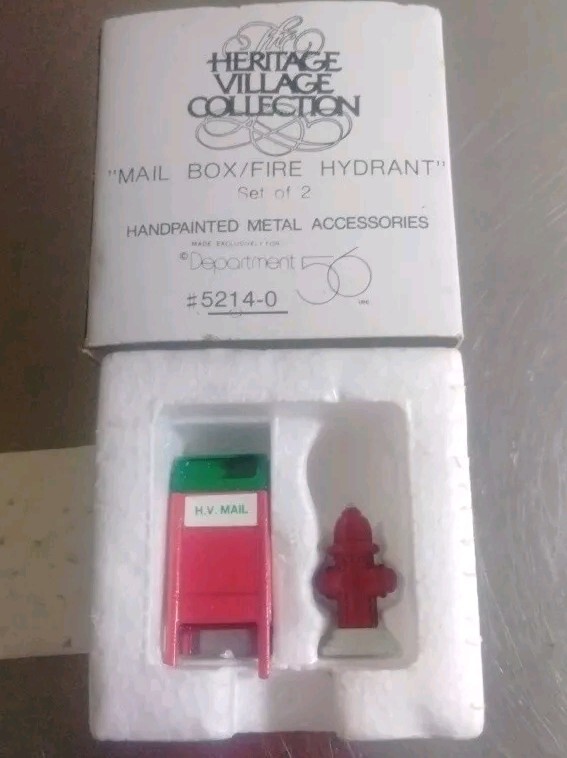 The
HERITAGE
VILLAGE
COLLECTION
"MAIL BOX/FIRE HYDRANT"
Set of 2
HANDPAINTED METAL ACCESSORIES
MADE EXCLUSIVELY FOR
©Department 56
INC
#5214-0
H.V. MAIL